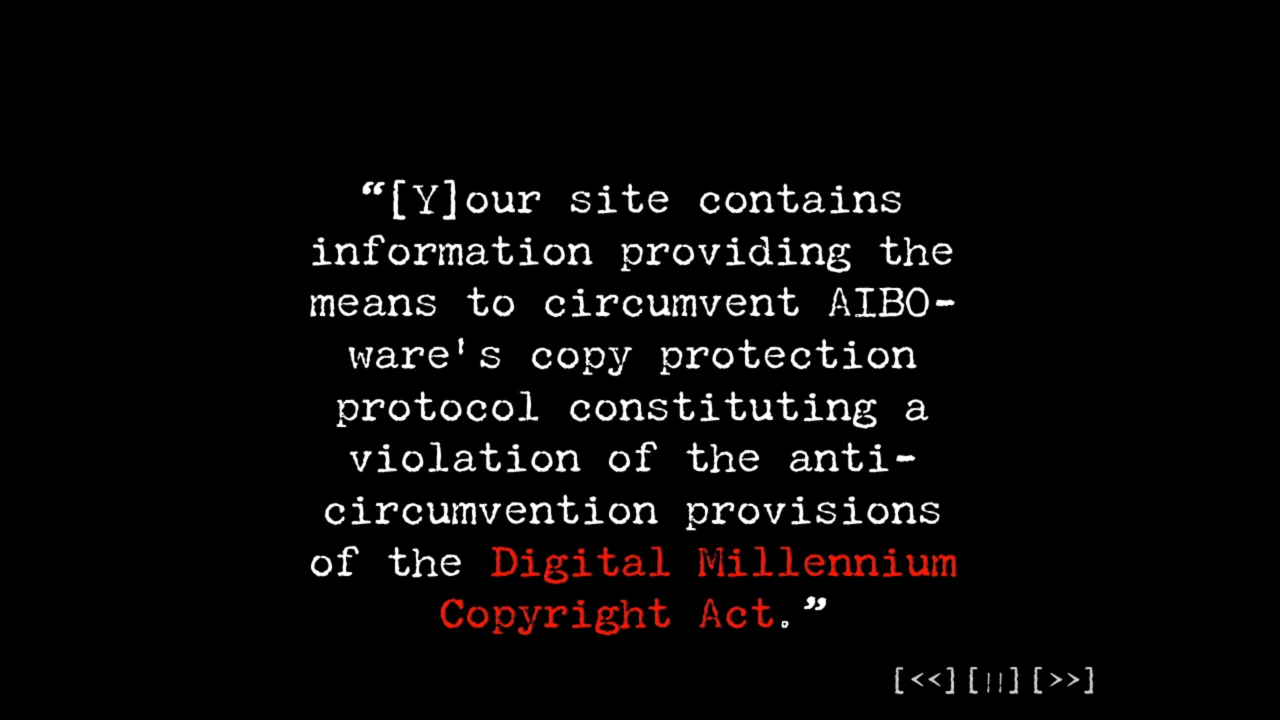 “[Y]our site contains
information providing the
means to circumvent AIBO-
ware's copy protection
protocol constituting a
violation of the anti-
circumvention provisions
of the Digital Millennium
Copyright Act.”
[<<] [||] [>>]